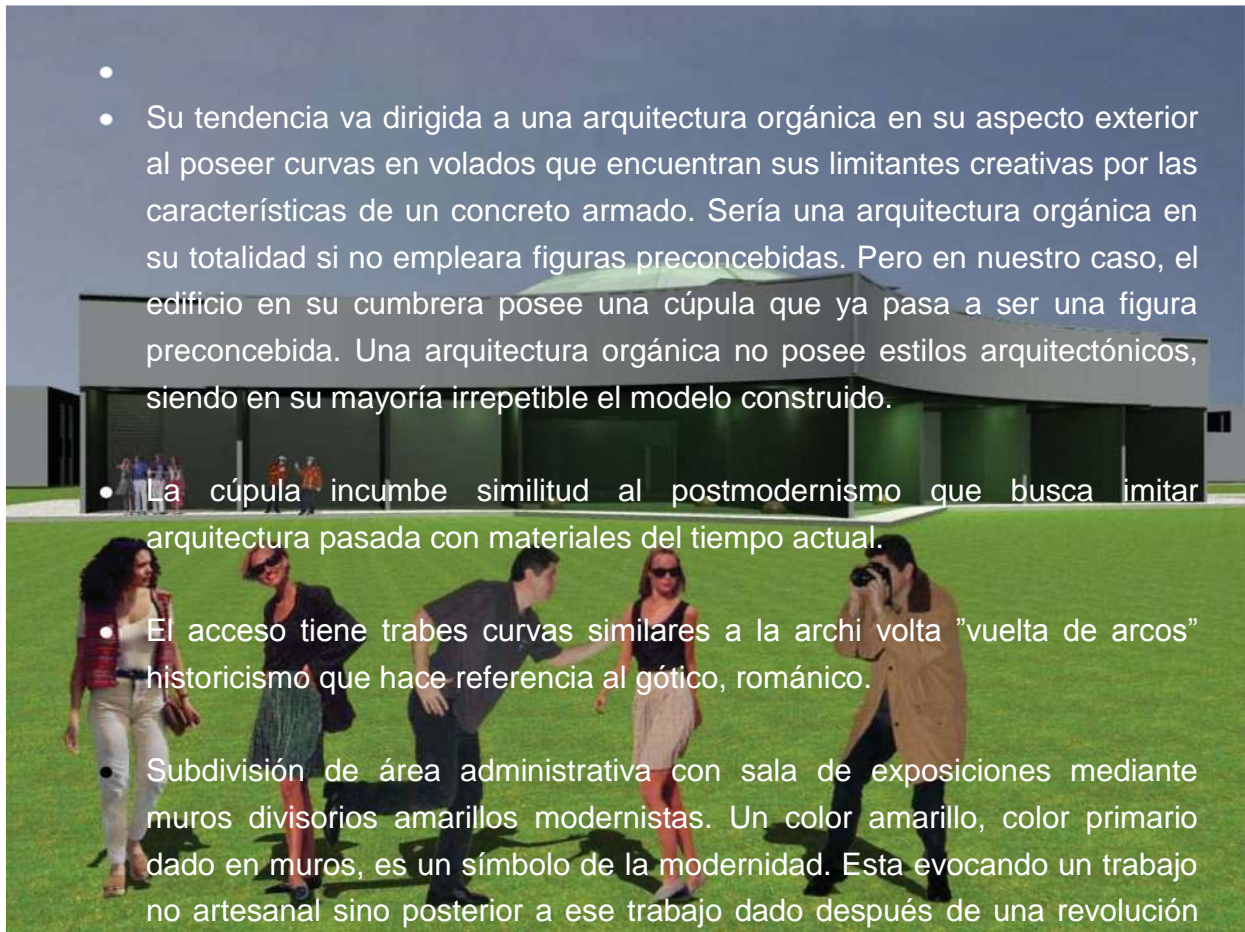 •
• Su tendencia va dirigida a una arquitectura orgánica en su aspecto exterior
al poseer curvas en volados que encuentran sus limitantes creativas por las
características de un concreto armado. Sería una arquitectura orgánica en
su totalidad si no empleara figuras preconcebidas. Pero en nuestro caso, el
edificio en su cumbrera posee una cúpula que ya pasa a ser una figura
preconcebida. Una arquitectura orgánica no posee estilos arquitectónicos,
siendo en su mayoría irrepetible el modelo construido.
• La cúpula incumbe similitud al postmodernismo que busca imitar
arquitectura pasada con materiales del tiempo actual.
• El acceso tiene trabes curvas similares a la archi volta ”vuelta de arcos”
historicismo que hace referencia al gótico, románico.
• Subdivisión de área administrativa con sala de exposiciones mediante
muros divisorios amarillos modernistas. Un color amarillo, color primario
dado en muros, es un símbolo de la modernidad. Esta evocando un trabajo
no artesanal sino posterior a ese trabajo dado después de una revolución